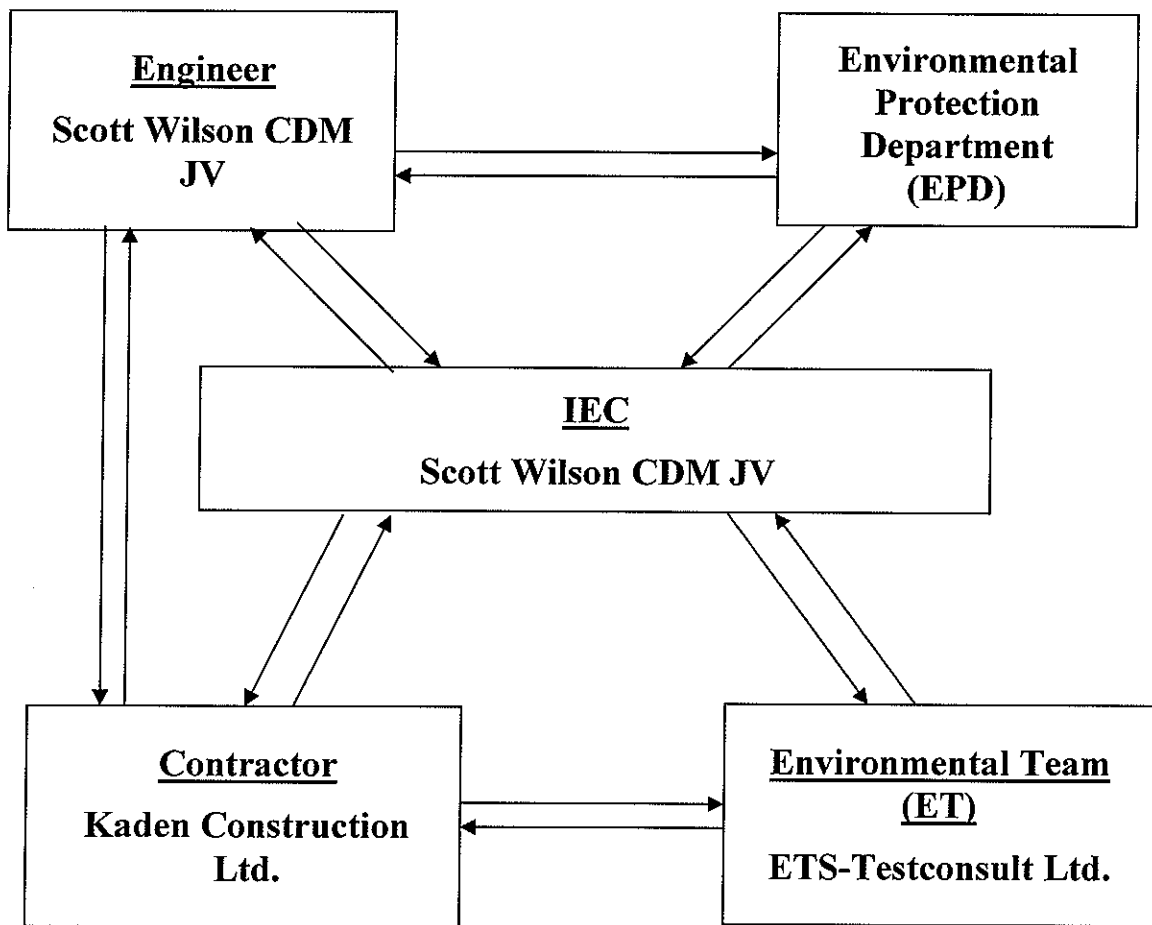 Engineer
Scott Wilson CDM
JV
Environmental
Protection
Department
(EPD)
IEC
Scott Wilson CDM JV
Contractor
Kaden Construction
Ltd.
Environmental Team
(ET)
ETS-Testconsult Ltd.